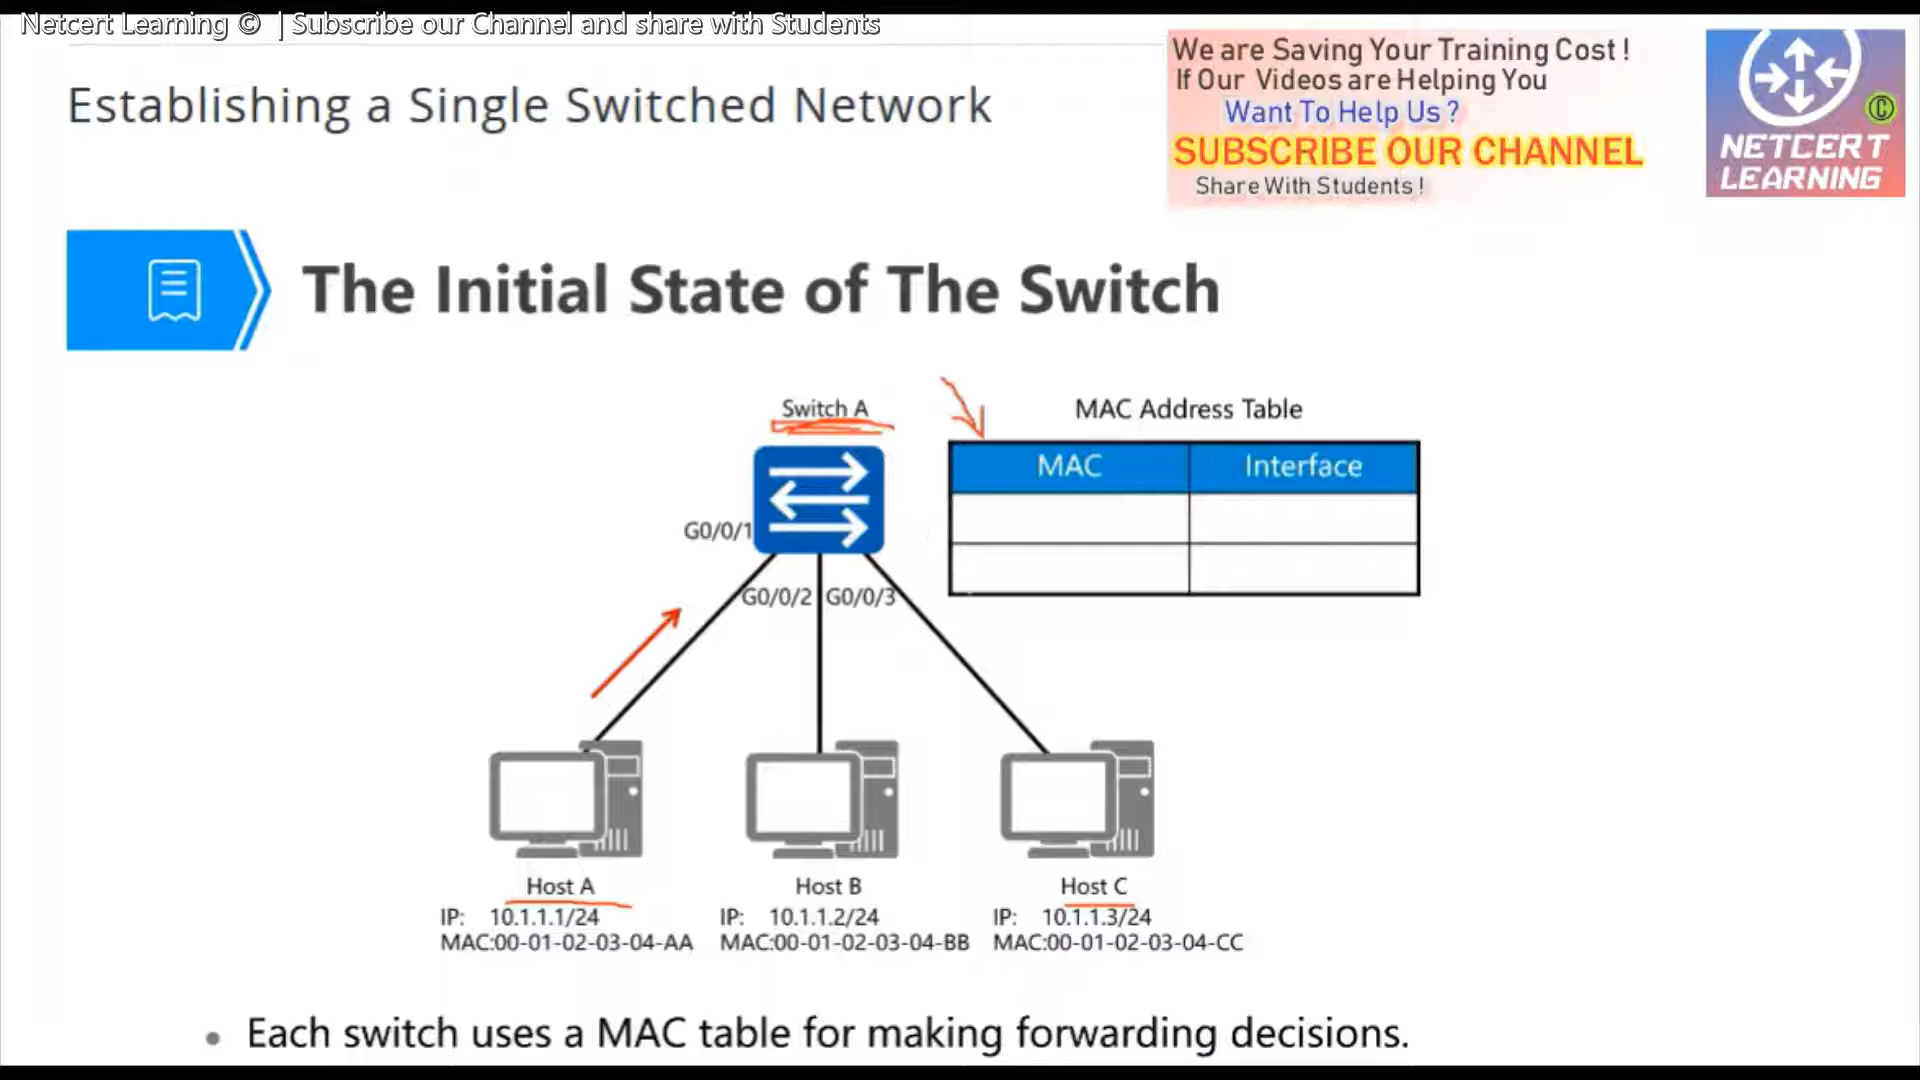 Netcert Learning © | Subscribe our Channel and share with Students
We are Saving Your Training Cost !
If Our Videos are Helping You
Want To Help Us ?
SUBSCRIBE OUR CHANNEL
Share With Students !
©
NETCERT
LEARNING
Establishing a Single Switched Network
The Initial State of The Switch
Switch A
MAC Address Table
MAC Interface
G0/0/1
G0/0/2 G0/0/3
Host A Host B Host C
IP: 10.1.1.1/24 IP: 10.1.1.2/24 IP: 10.1.1.3/24
MAC:00-01-02-03-04-AA MAC:00-01-02-03-04-BB MAC:00-01-02-03-04-CC
• Each switch uses a MAC table for making forwarding decisions.